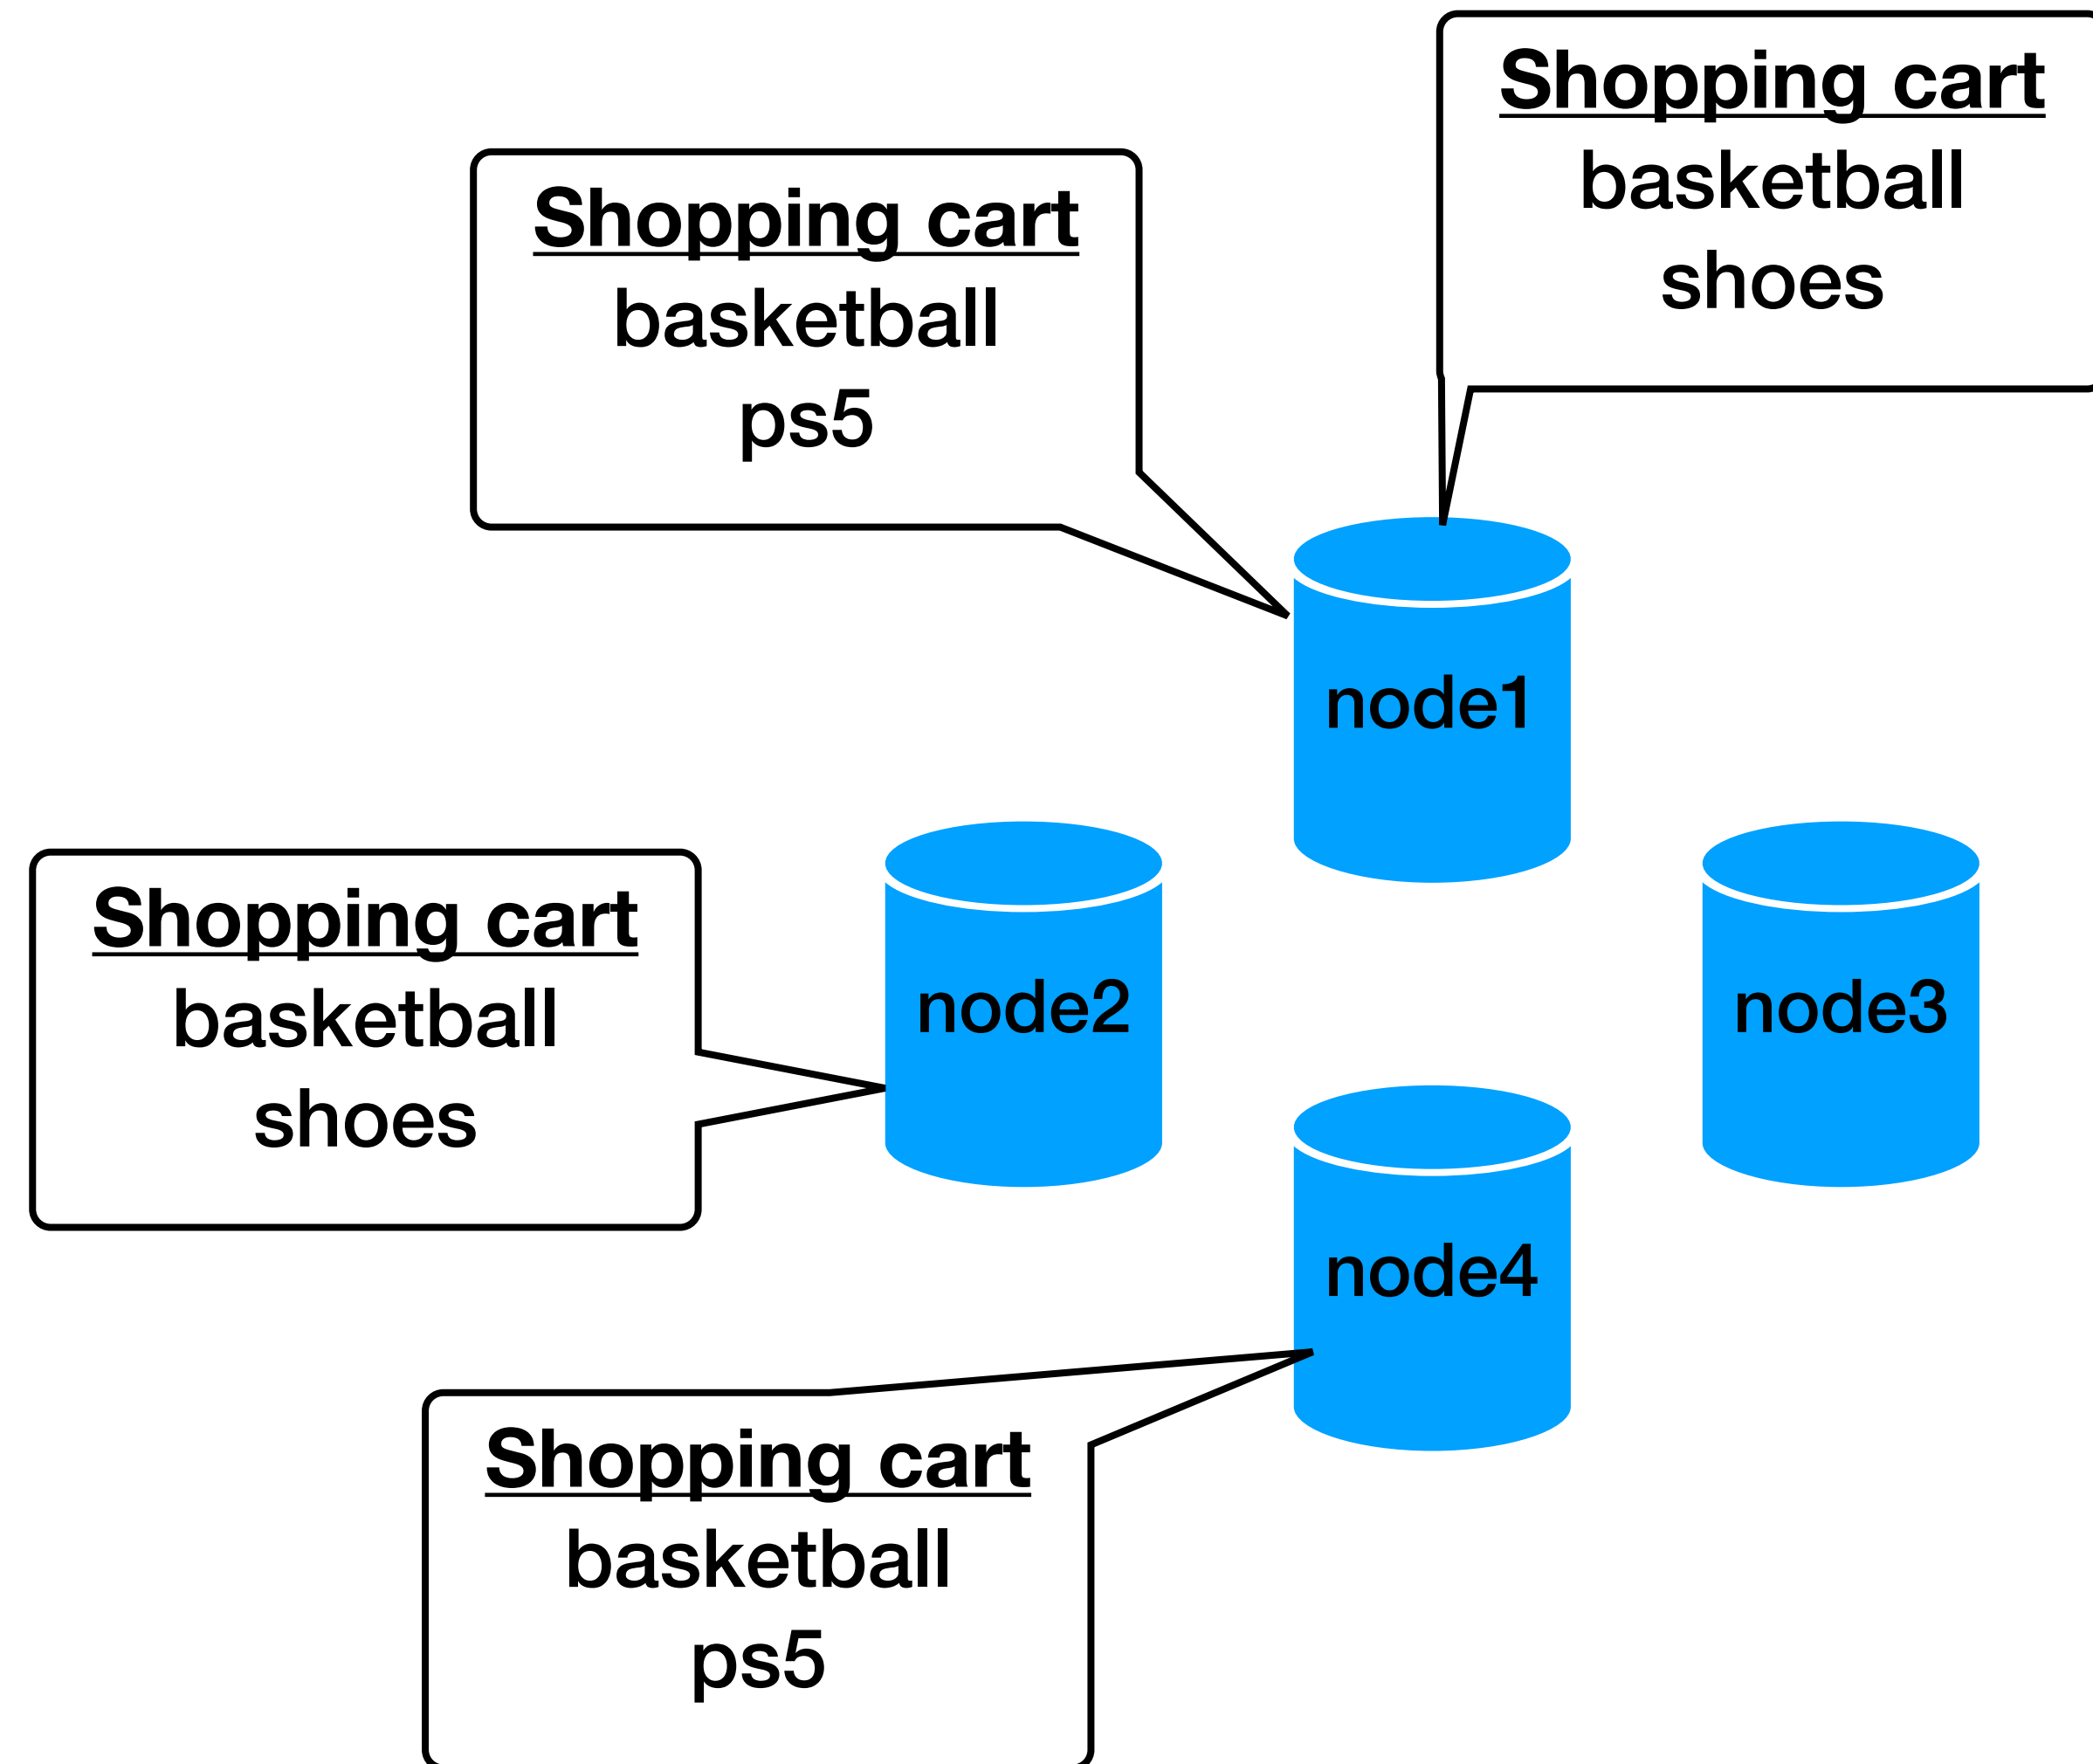 Shopping cart
basketball
shoes
Shopping cart
basketball
ps5
node1
node2
node3
Shopping cart
basketball
shoes
node4
Shopping cart
basketball
ps5